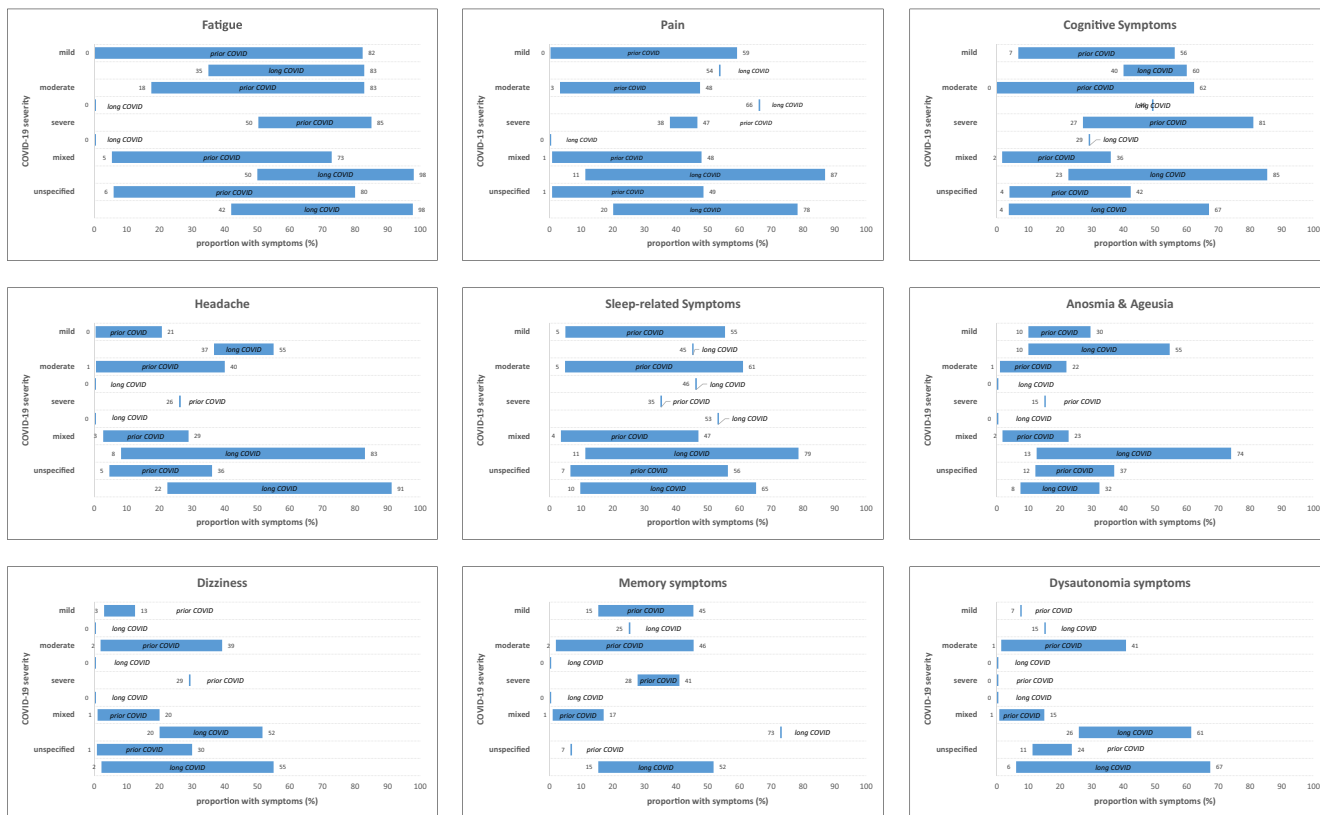 Fatigue
COVID-19 severity
mild 0 prior COVID 82
35 long COVID 83
moderate 18 prior COVID 83
0 long COVID
severe 50 prior COVID 85
0 long COVID
mixed 5 prior COVID 73
50 long COVID 98
unspecified 6 prior COVID 80
42 long COVID 98
0 10 20 30 40 50 60 70 80 90 100
proportion with symptoms (%)
Pain
COVID-19 severity
mild 0 prior COVID 59
54 long COVID
moderate 3 prior COVID 48
66 long COVID
severe 38 47 prior COVID
0 long COVID
mixed 1 prior COVID 48
11 long COVID 87
unspecified 1 prior COVID 49
20 long COVID 78
0 10 20 30 40 50 60 70 80 90 100
proportion with symptoms (%)
Cognitive Symptoms
COVID-19 severity
mild 7 prior COVID 56
40 long COVID 60
moderate 0 prior COVID 62
long COVID
severe 27 prior COVID 81
29 long COVID
mixed 2 prior COVID 36
23 long COVID 85
unspecified 4 prior COVID 42
4 long COVID 67
0 10 20 30 40 50 60 70 80 90 100
proportion with symptoms (%)
Headache
COVID-19 severity
mild 0 prior COVID 21
37 long COVID 55
moderate 1 prior COVID 40
0 long COVID
severe 26 prior COVID
0 long COVID
mixed 3 prior COVID 29
8 long COVID 83
unspecified 5 prior COVID 36
22 long COVID 91
0 10 20 30 40 50 60 70 80 90 100
proportion with symptoms (%)
Sleep-related Symptoms
COVID-19 severity
mild 5 prior COVID 55
45 long COVID
moderate 5 prior COVID 61
46 long COVID
severe 35 prior COVID
53 long COVID
mixed 4 prior COVID 47
11 long COVID 79
unspecified 7 prior COVID 56
10 long COVID 65
0 10 20 30 40 50 60 70 80 90 100
proportion with symptoms (%)
Anosmia & Ageusia
COVID-19 severity
mild 10 prior COVID 30
10 long COVID 55
moderate 1 prior COVID 22
0 long COVID
severe 15 prior COVID
0 long COVID
mixed 2 prior COVID 23
13 long COVID 74
unspecified 12 prior COVID 37
8 long COVID 32
0 10 20 30 40 50 60 70 80 90 100
proportion with symptoms (%)
Dizziness
COVID-19 severity
mild 3 13 prior COVID
0 long COVID
moderate 2 prior COVID 39
0 long COVID
severe 29 prior COVID
0 long COVID
mixed 1 prior COVID 20
20 long COVID 52
unspecified 1 prior COVID 30
2 long COVID 55
0 10 20 30 40 50 60 70 80 90 100
proportion with symptoms (%)
Memory symptoms
COVID-19 severity
mild 15 prior COVID 45
25 long COVID
moderate 2 prior COVID 46
0 long COVID
severe 28 prior COVID 41
0 long COVID
mixed 1 prior COVID 17
73 long COVID
unspecified 7 prior COVID
15 long COVID 52
0 10 20 30 40 50 60 70 80 90 100
proportion with symptoms (%)
Dysautonomia symptoms
COVID-19 severity
mild 7 prior COVID
15 long COVID
moderate 1 prior COVID 41
0 long COVID
severe 0 prior COVID
0 long COVID
mixed 1 prior COVID 15
26 long COVID 61
unspecified 11 24 prior COVID
6 long COVID 67
0 10 20 30 40 50 60 70 80 90 100
proportion with symptoms (%)